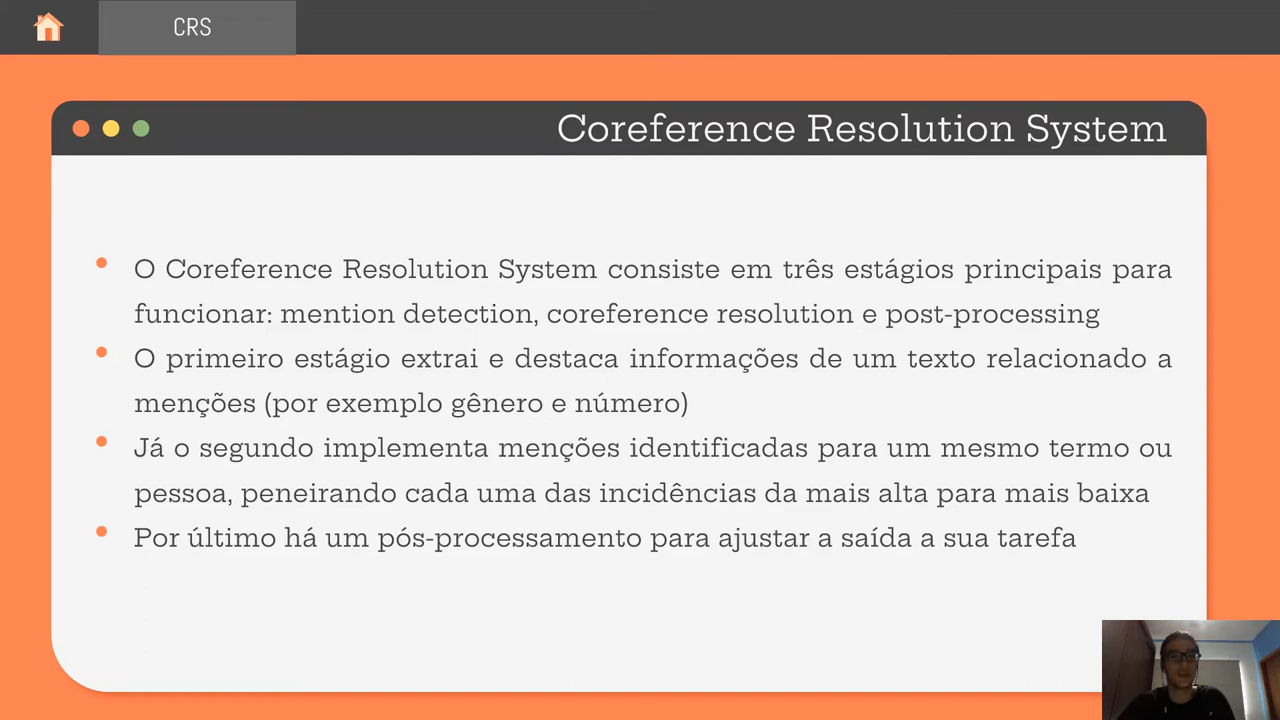 CRS
Coreference Resolution System
O Coreference Resolution System consiste em três estágios principais para
funcionar: mention detection, coreference resolution e post-processing
O primeiro estágio extrai e destaca informações de um texto relacionado a
menções (por exemplo gênero e número)
Já o segundo implementa menções identificadas para um mesmo termo ou
pessoa, peneirando cada uma das incidências da mais alta para mais baixa
Por último há um pós-processamento para ajustar a saída a sua tarefa